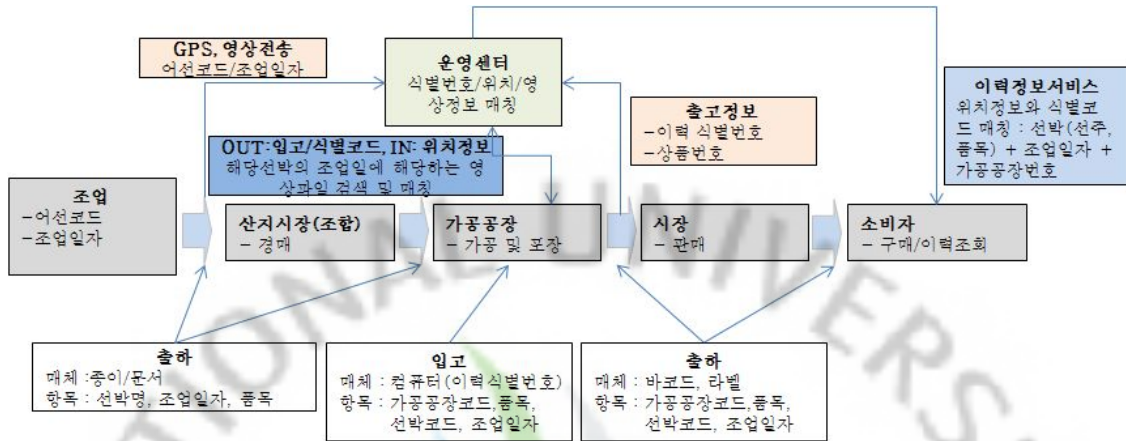 GPS, 영상전송
어선코드/조업일자
운영센터
식별번호/위치/영
상정보 매칭
출고정보
-이력 식별번호
-상품번호
이력정보서비스
위치정보와 식별코
드 매칭 : 선박(선주,
품목) + 조업일자 +
가공공장번호
OUT:입고/식별코드, IN: 위치정보
해당선박의 조업일에 해당하는 영
상파일 검색 및 매칭
조업
-어선코드
-조업일자
산지시장(조합)
- 경매
가공공장
- 가공 및 포장
시장
- 판매
소비자
- 구매/이력조회
출하
매체 :종이/문서
항목 : 선박명, 조업일자, 품목
입고
매체 : 컴퓨터(이력식별번호)
항목 : 가공공장코드,품목,
선박코드, 조업일자
출하
매체 : 바코드, 라벨
항목 : 가공공장코드,품목,
선박코드, 조업일자
TIONAL UNIVERS